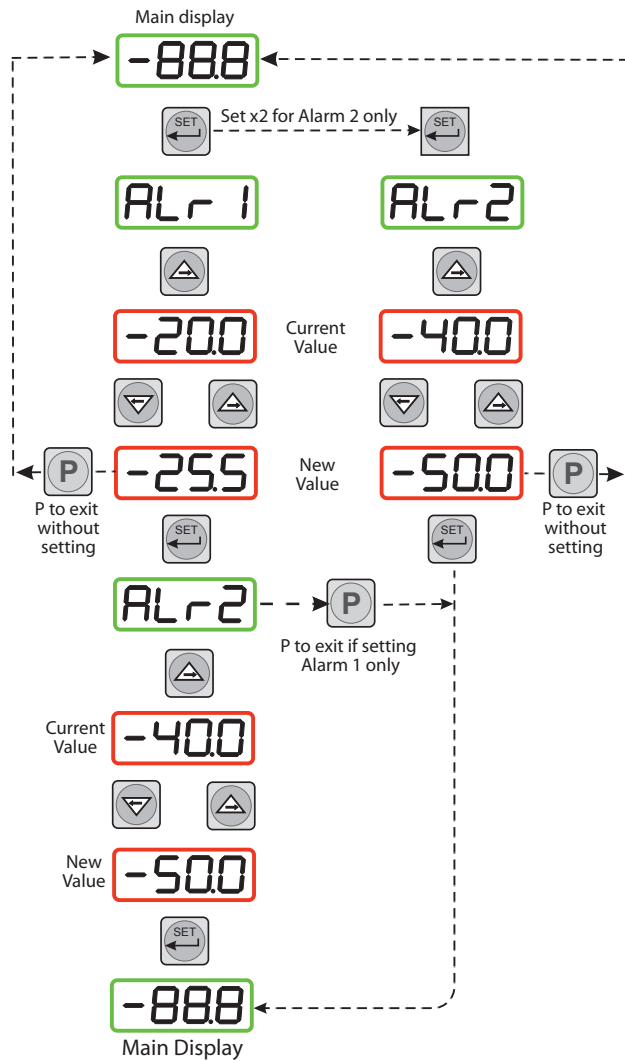 Main display
-88.8
SET
Set x2 for Alarm 2 only
SET
ALr1
ALr2
-20.0
Current
Value
-40.0
P
-25.5
New
Value
-50.0
P
P to exit
without
setting
SET
SET
P to exit
without
setting
ALr2
P
P to exit if setting
Alarm 1 only
Current
Value
-40.0
New
Value
-50.0
SET
-88.8
Main Display